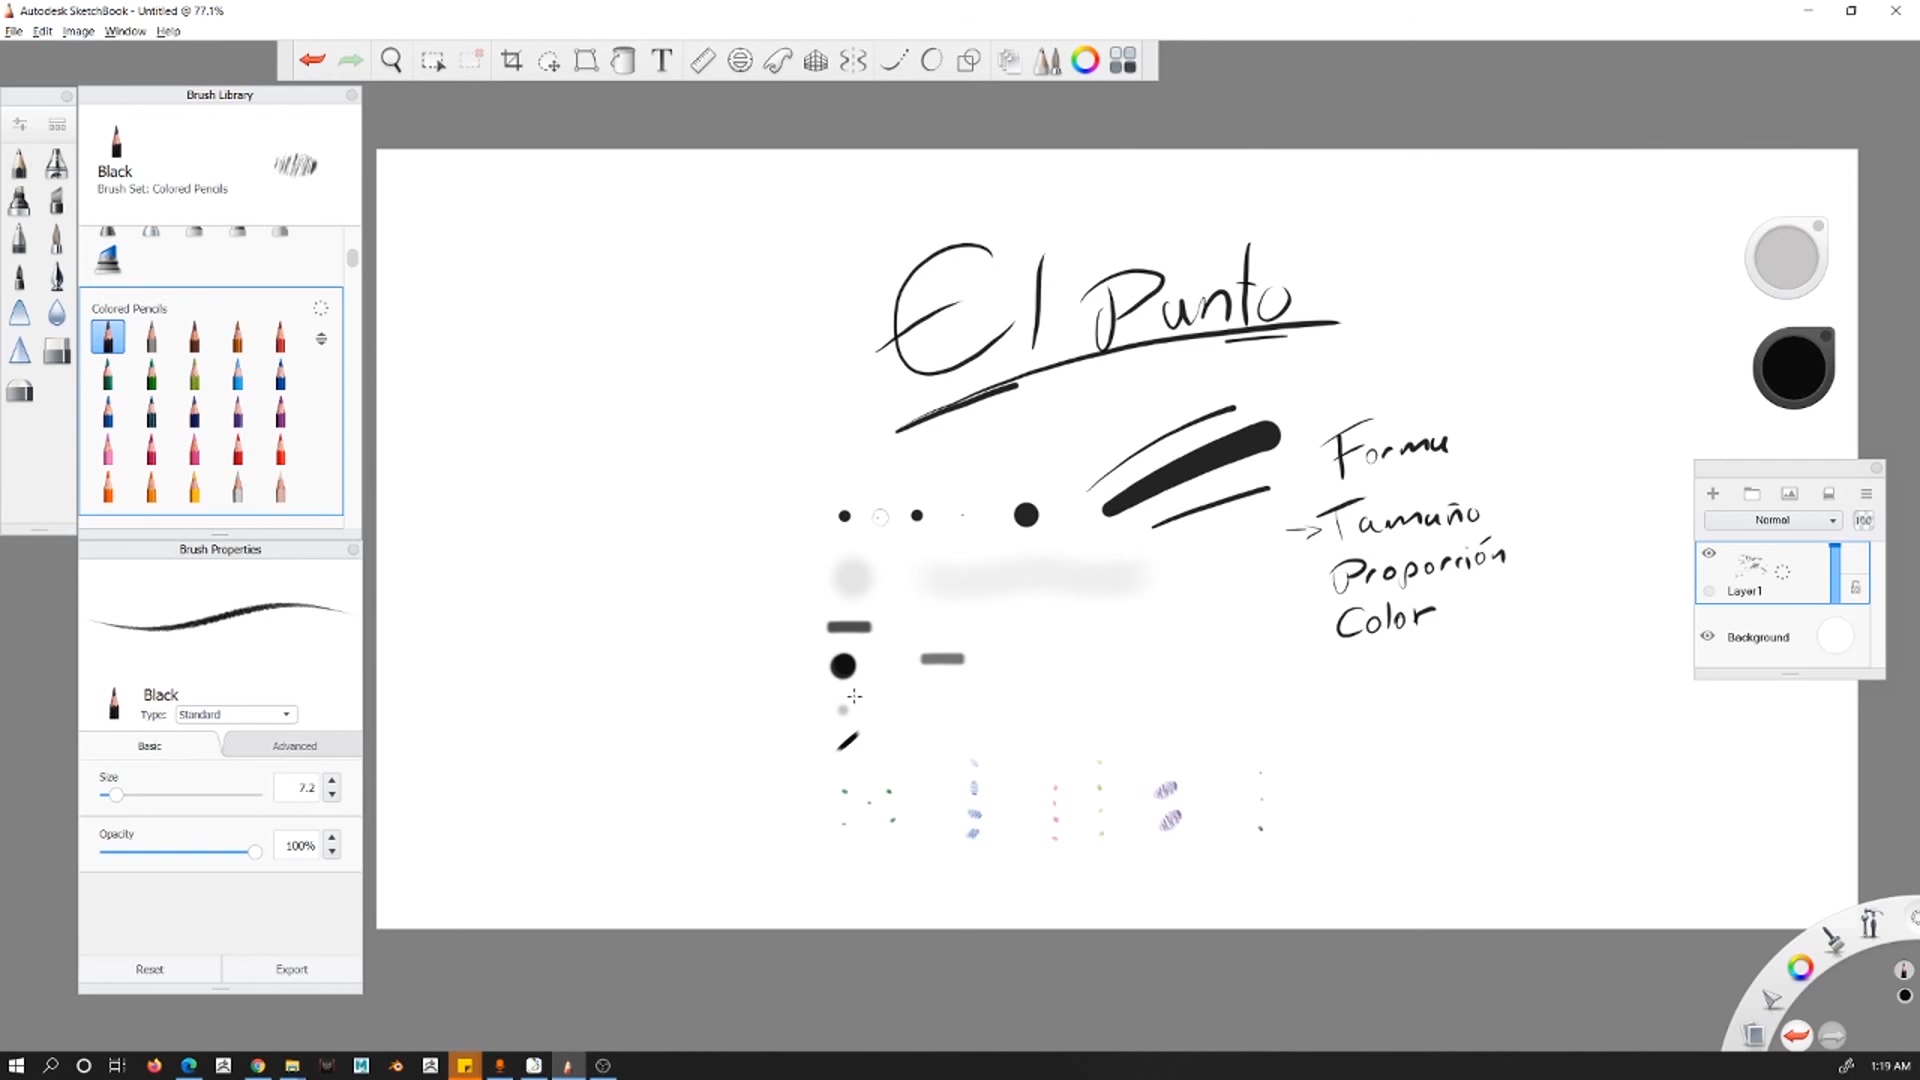 Autodesk SketchBook - Untitled @ 77.1%
File Edit Image Window Help
Brush Library
Black
Brush Set: Colored Pencils
Colored Pencils
Brush Properties
Black
Type: Standard
Basic Advanced
Size
7.2
Opacity
100%
Reset Export
El Punto
Forma
→Tamaño
Proporción
Color
Normal
100
Layer1
Background
1:19 AM